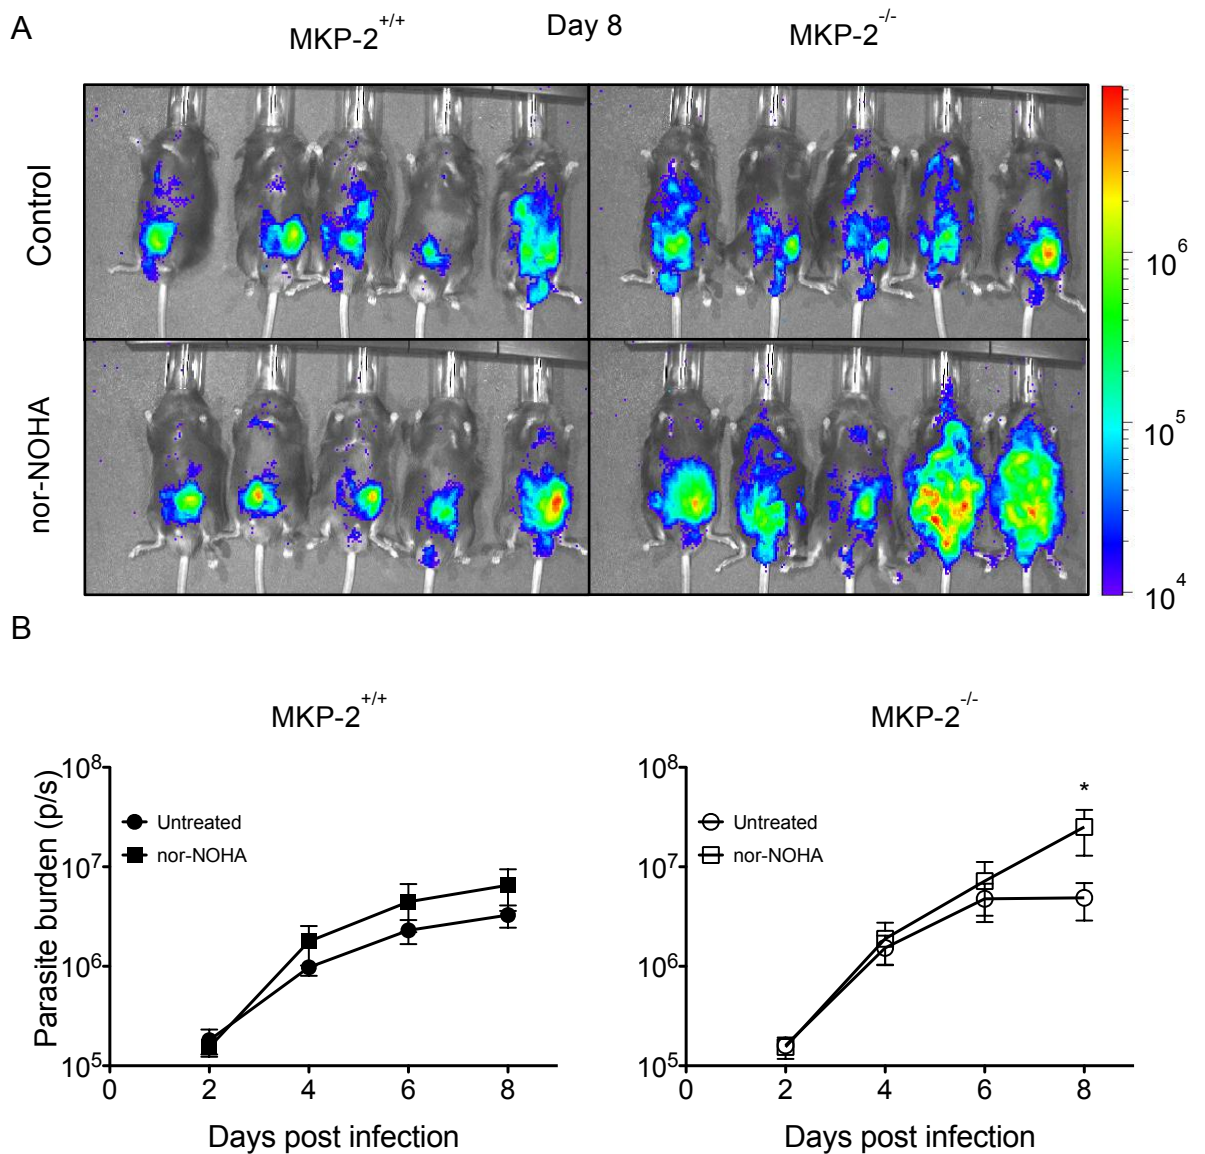 A
MKP-2+/+
Day 8
MKP-2-/-
Control
nor-NOHA
10^6
10^5
10^4
B
MKP-2+/+
Parasite burden (p/s)
10^8
10^7
10^6
10^5
Untreated
nor-NOHA
0 2 4 6 8
Days post infection
MKP-2-/-
10^8
10^7
10^6
10^5
Untreated
nor-NOHA
*
0 2 4 6 8
Days post infection